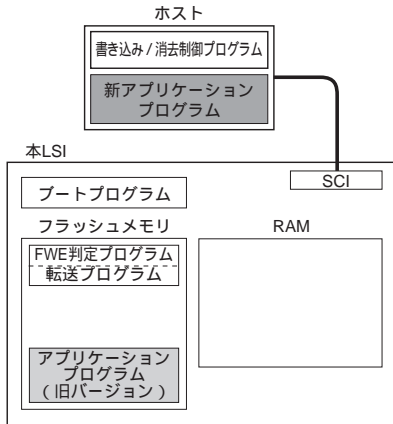 ホスト
書き込み / 消去制御プログラム
新アプリケーション
プログラム
本LSI
SCI
ブートプログラム
フラッシュメモリ
RAM
FWE判定プログラム
転送プログラム
アプリケーション
プログラム
(旧バージョン)